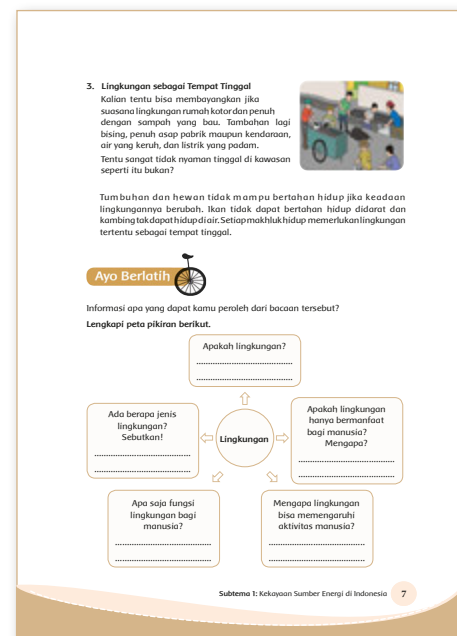 3. Lingkungan sebagai Tempat Tinggal
Kalian tentu bisa membayangkan jika
suasana lingkungan rumah kotor dan penuh
dengan sampah yang bau. Tambahan lagi
bising, penuh asap pabrik maupun kendaraan,
air yang keruh, dan listrik yang padam.
Tentu sangat tidak nyaman tinggal di kawasan
seperti itu bukan?
Tumbuhan dan hewan tidak mampu bertahan hidup jika keadaan
lingkungannya berubah. Ikan tidak dapat bertahan hidup didarat dan
kambing tak dapat hidup di air. Setiap makhluk hidup memerlukan lingkungan
tertentu sebagai tempat tinggal.
Ayo Berlatih
Informasi apa yang dapat kamu peroleh dari bacaan tersebut?
Lengkapi peta pikiran berikut.
Apakah lingkungan?
Ada berapa jenis
lingkungan?
Sebutkan!
Lingkungan
Apakah lingkungan
hanya bermanfaat
bagi manusia?
Mengapa?
Apa saja fungsi
lingkungan bagi
manusia?
Mengapa lingkungan
bisa memengaruhi
aktivitas manusia?
Subtema 1: Kekayaan Sumber Energi di Indonesia 7